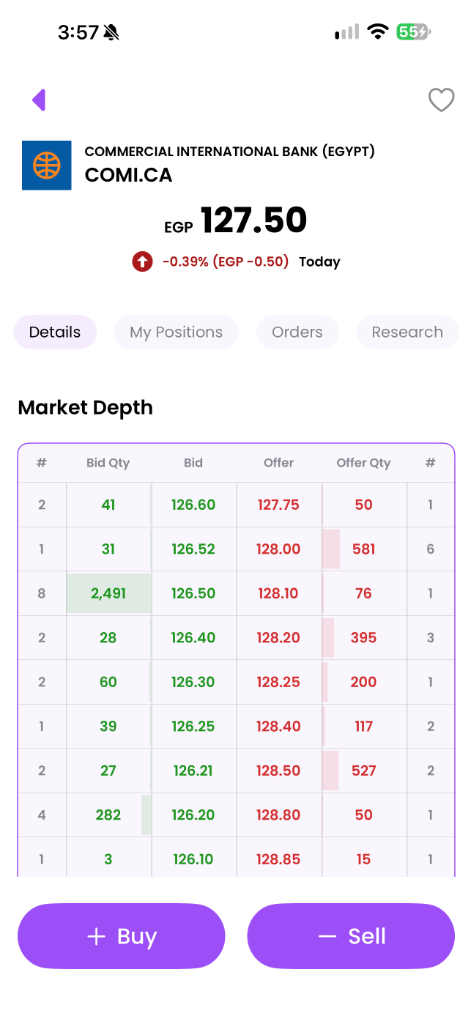 3:57
55
COMMERCIAL INTERNATIONAL BANK (EGYPT)
COMI.CA
EGP 127.50
-0.39% (EGP -0.50) Today
Details My Positions Orders Research
Market Depth
# Bid Qty Bid Offer Offer Qty #
2 41 126.60 127.75 50 1
1 31 126.52 128.00 581 6
8 2,491 126.50 128.10 76 1
2 28 126.40 128.20 395 3
2 60 126.30 128.25 200 1
1 39 126.25 128.40 117 2
2 27 126.21 128.50 527 2
4 282 126.20 128.80 50 1
1 3 126.10 128.85 15 1
+ Buy — Sell